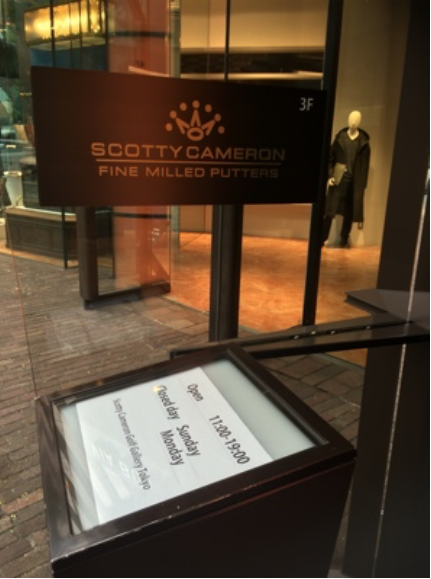 3F
SCOTTY CAMERON
FINE MILLED PUTTERS
Open 11:00-19:00
Closed day Sunday
Monday
Scotty Cameron Golf Gallery Tokyo